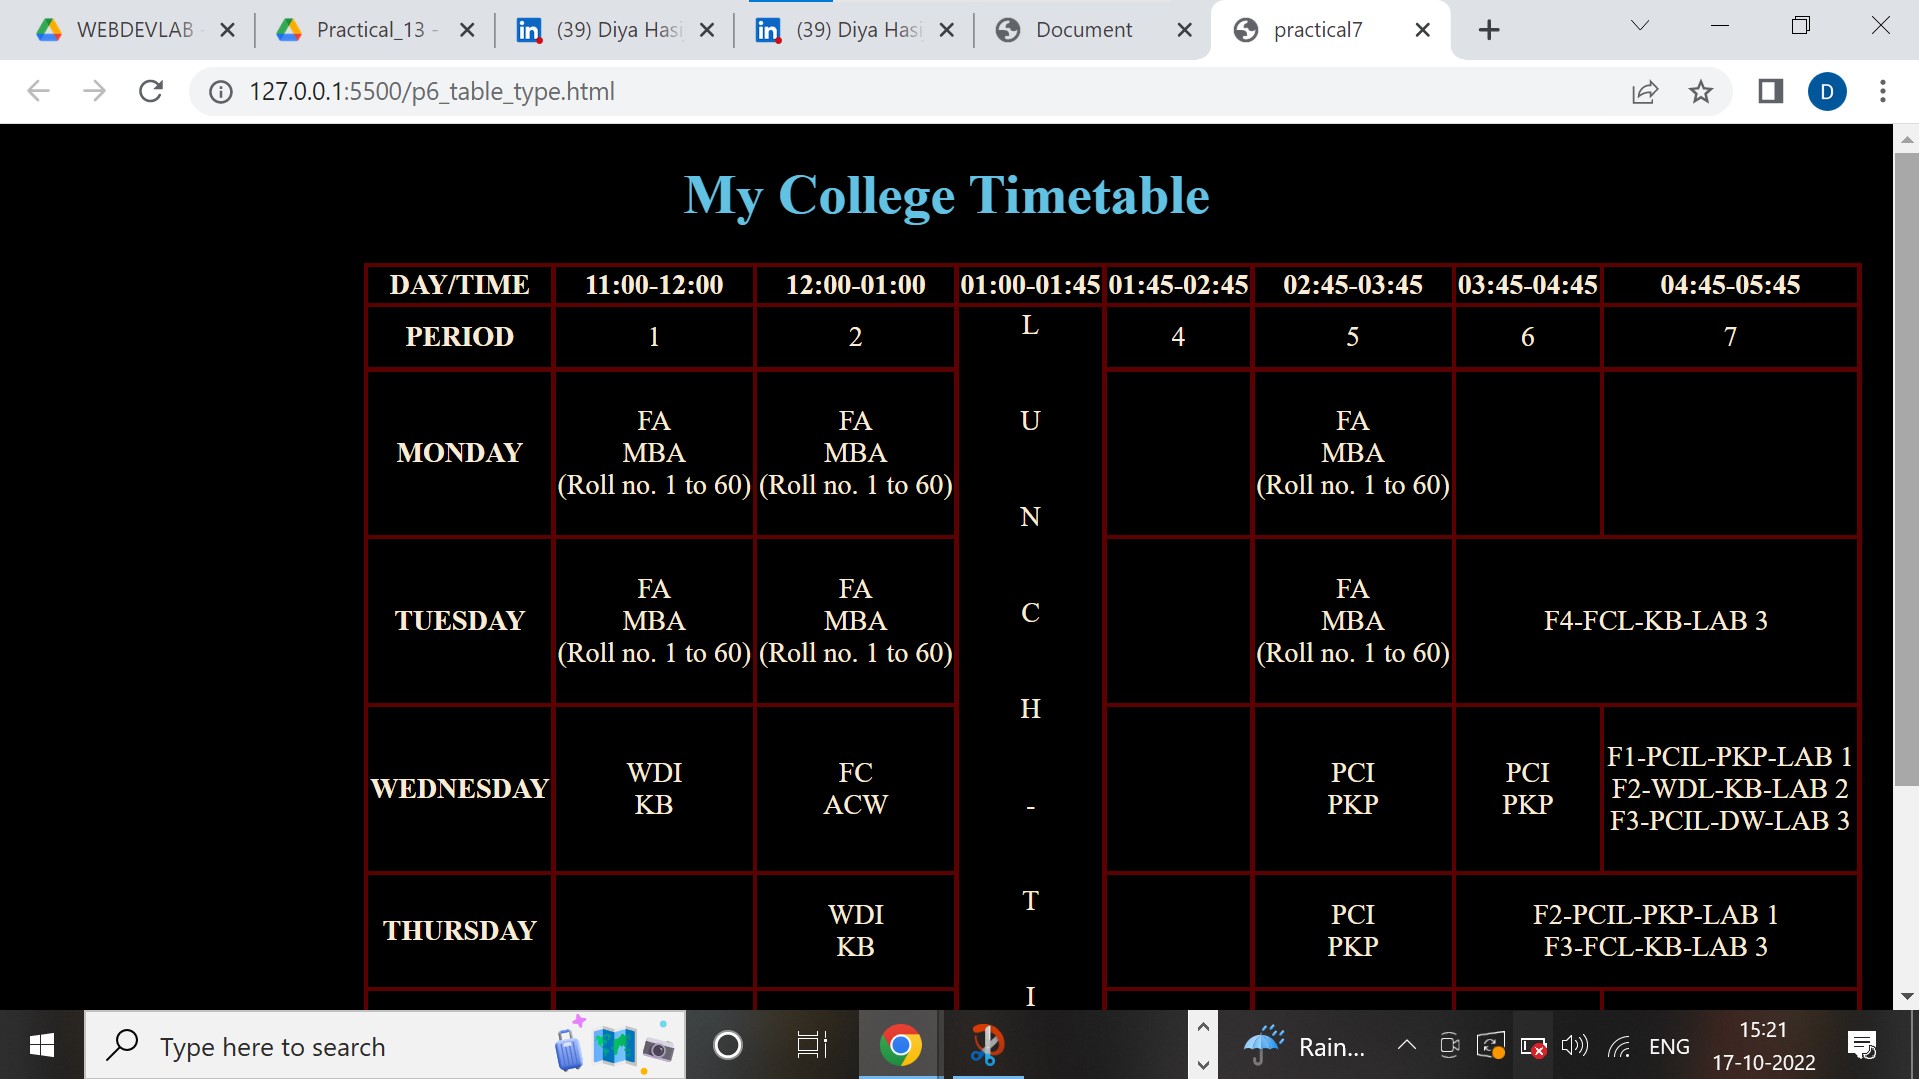 WEBDEVLAB -
Practical_13 -
(39) Diya Hasi
(39) Diya Hasi
Document
practical7
127.0.0.1:5500/p6_table_type.html
D
My College Timetable
DAY/TIME 11:00-12:00 12:00-01:00 01:00-01:45 01:45-02:45 02:45-03:45 03:45-04:45 04:45-05:45
PERIOD 1 2 4 5 6 7
L
U
N
C
H
-
T
I
MONDAY
FA
MBA
(Roll no. 1 to 60)
FA
MBA
(Roll no. 1 to 60)
FA
MBA
(Roll no. 1 to 60)
TUESDAY
FA
MBA
(Roll no. 1 to 60)
FA
MBA
(Roll no. 1 to 60)
FA
MBA
(Roll no. 1 to 60)
F4-FCL-KB-LAB 3
WEDNESDAY
WDI
KB
FC
ACW
PCI
PKP
PCI
PKP
F1-PCIL-PKP-LAB 1
F2-WDL-KB-LAB 2
F3-PCIL-DW-LAB 3
THURSDAY
WDI
KB
PCI
PKP
F2-PCIL-PKP-LAB 1
F3-FCL-KB-LAB 3
Type here to search
Rain...
ENG
15:21
17-10-2022